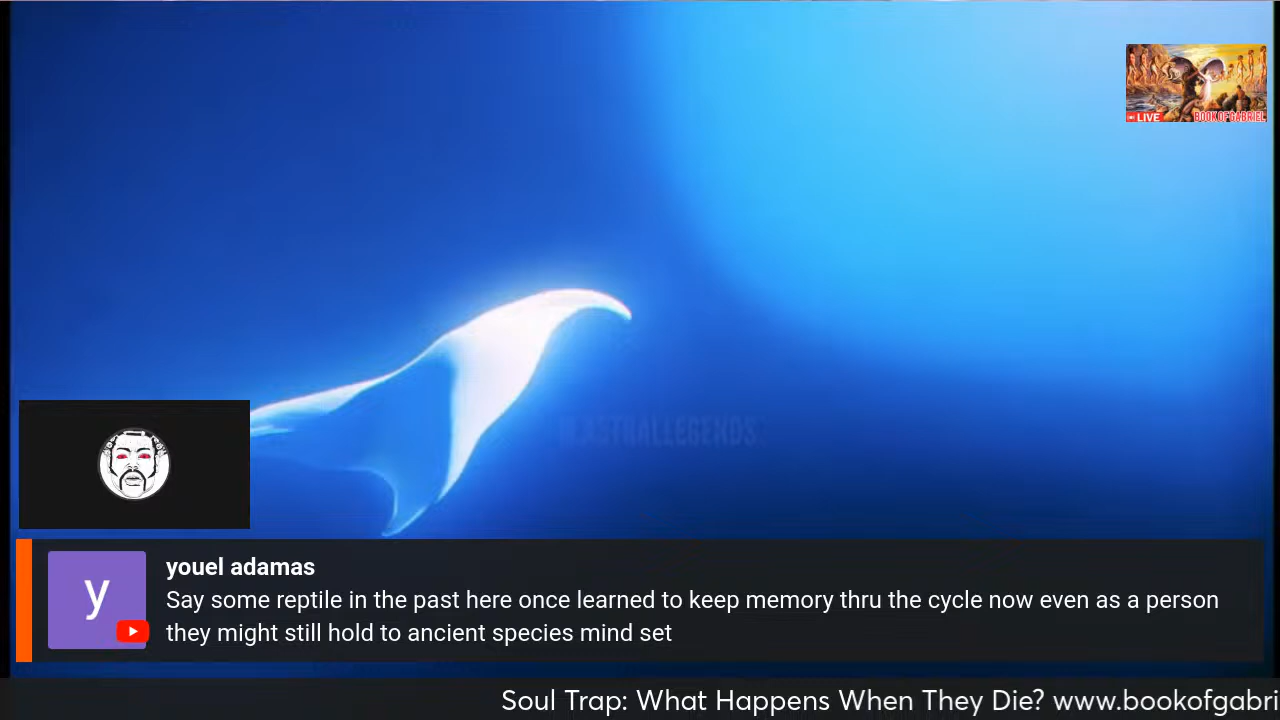 LIVE
BOOK OF GABRIEL
ASTRALLEGENDS
y
youel adamas
Say some reptile in the past here once learned to keep memory thru the cycle now even as a person
they might still hold to ancient species mind set
Soul Trap: What Happens When They Die? www.bookofgabri